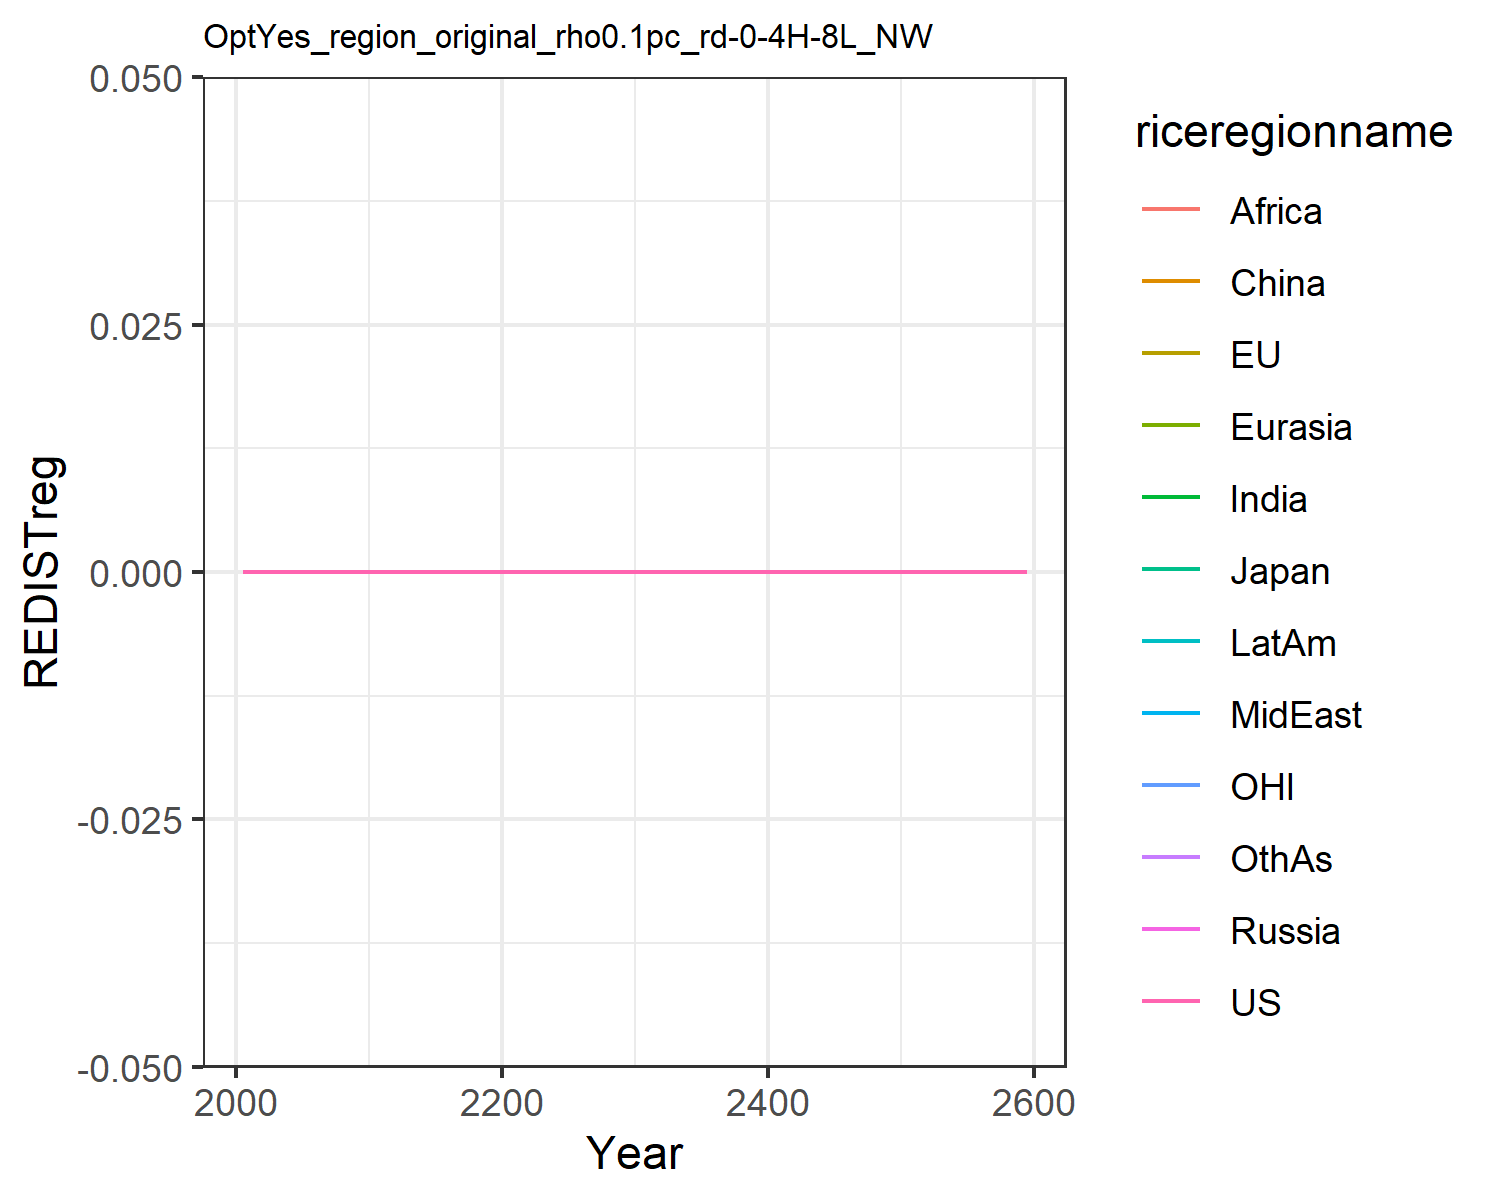 OptYes_region_original_rho0.1pc_rd-0-4H-8L_NW
0.050
0.025
0.000
-0.025
-0.050
REDISTreg
2000
2200
2400
2600
Year
riceregionname
Africa
China
EU
Eurasia
India
Japan
LatAm
MidEast
OHI
OthAs
Russia
US